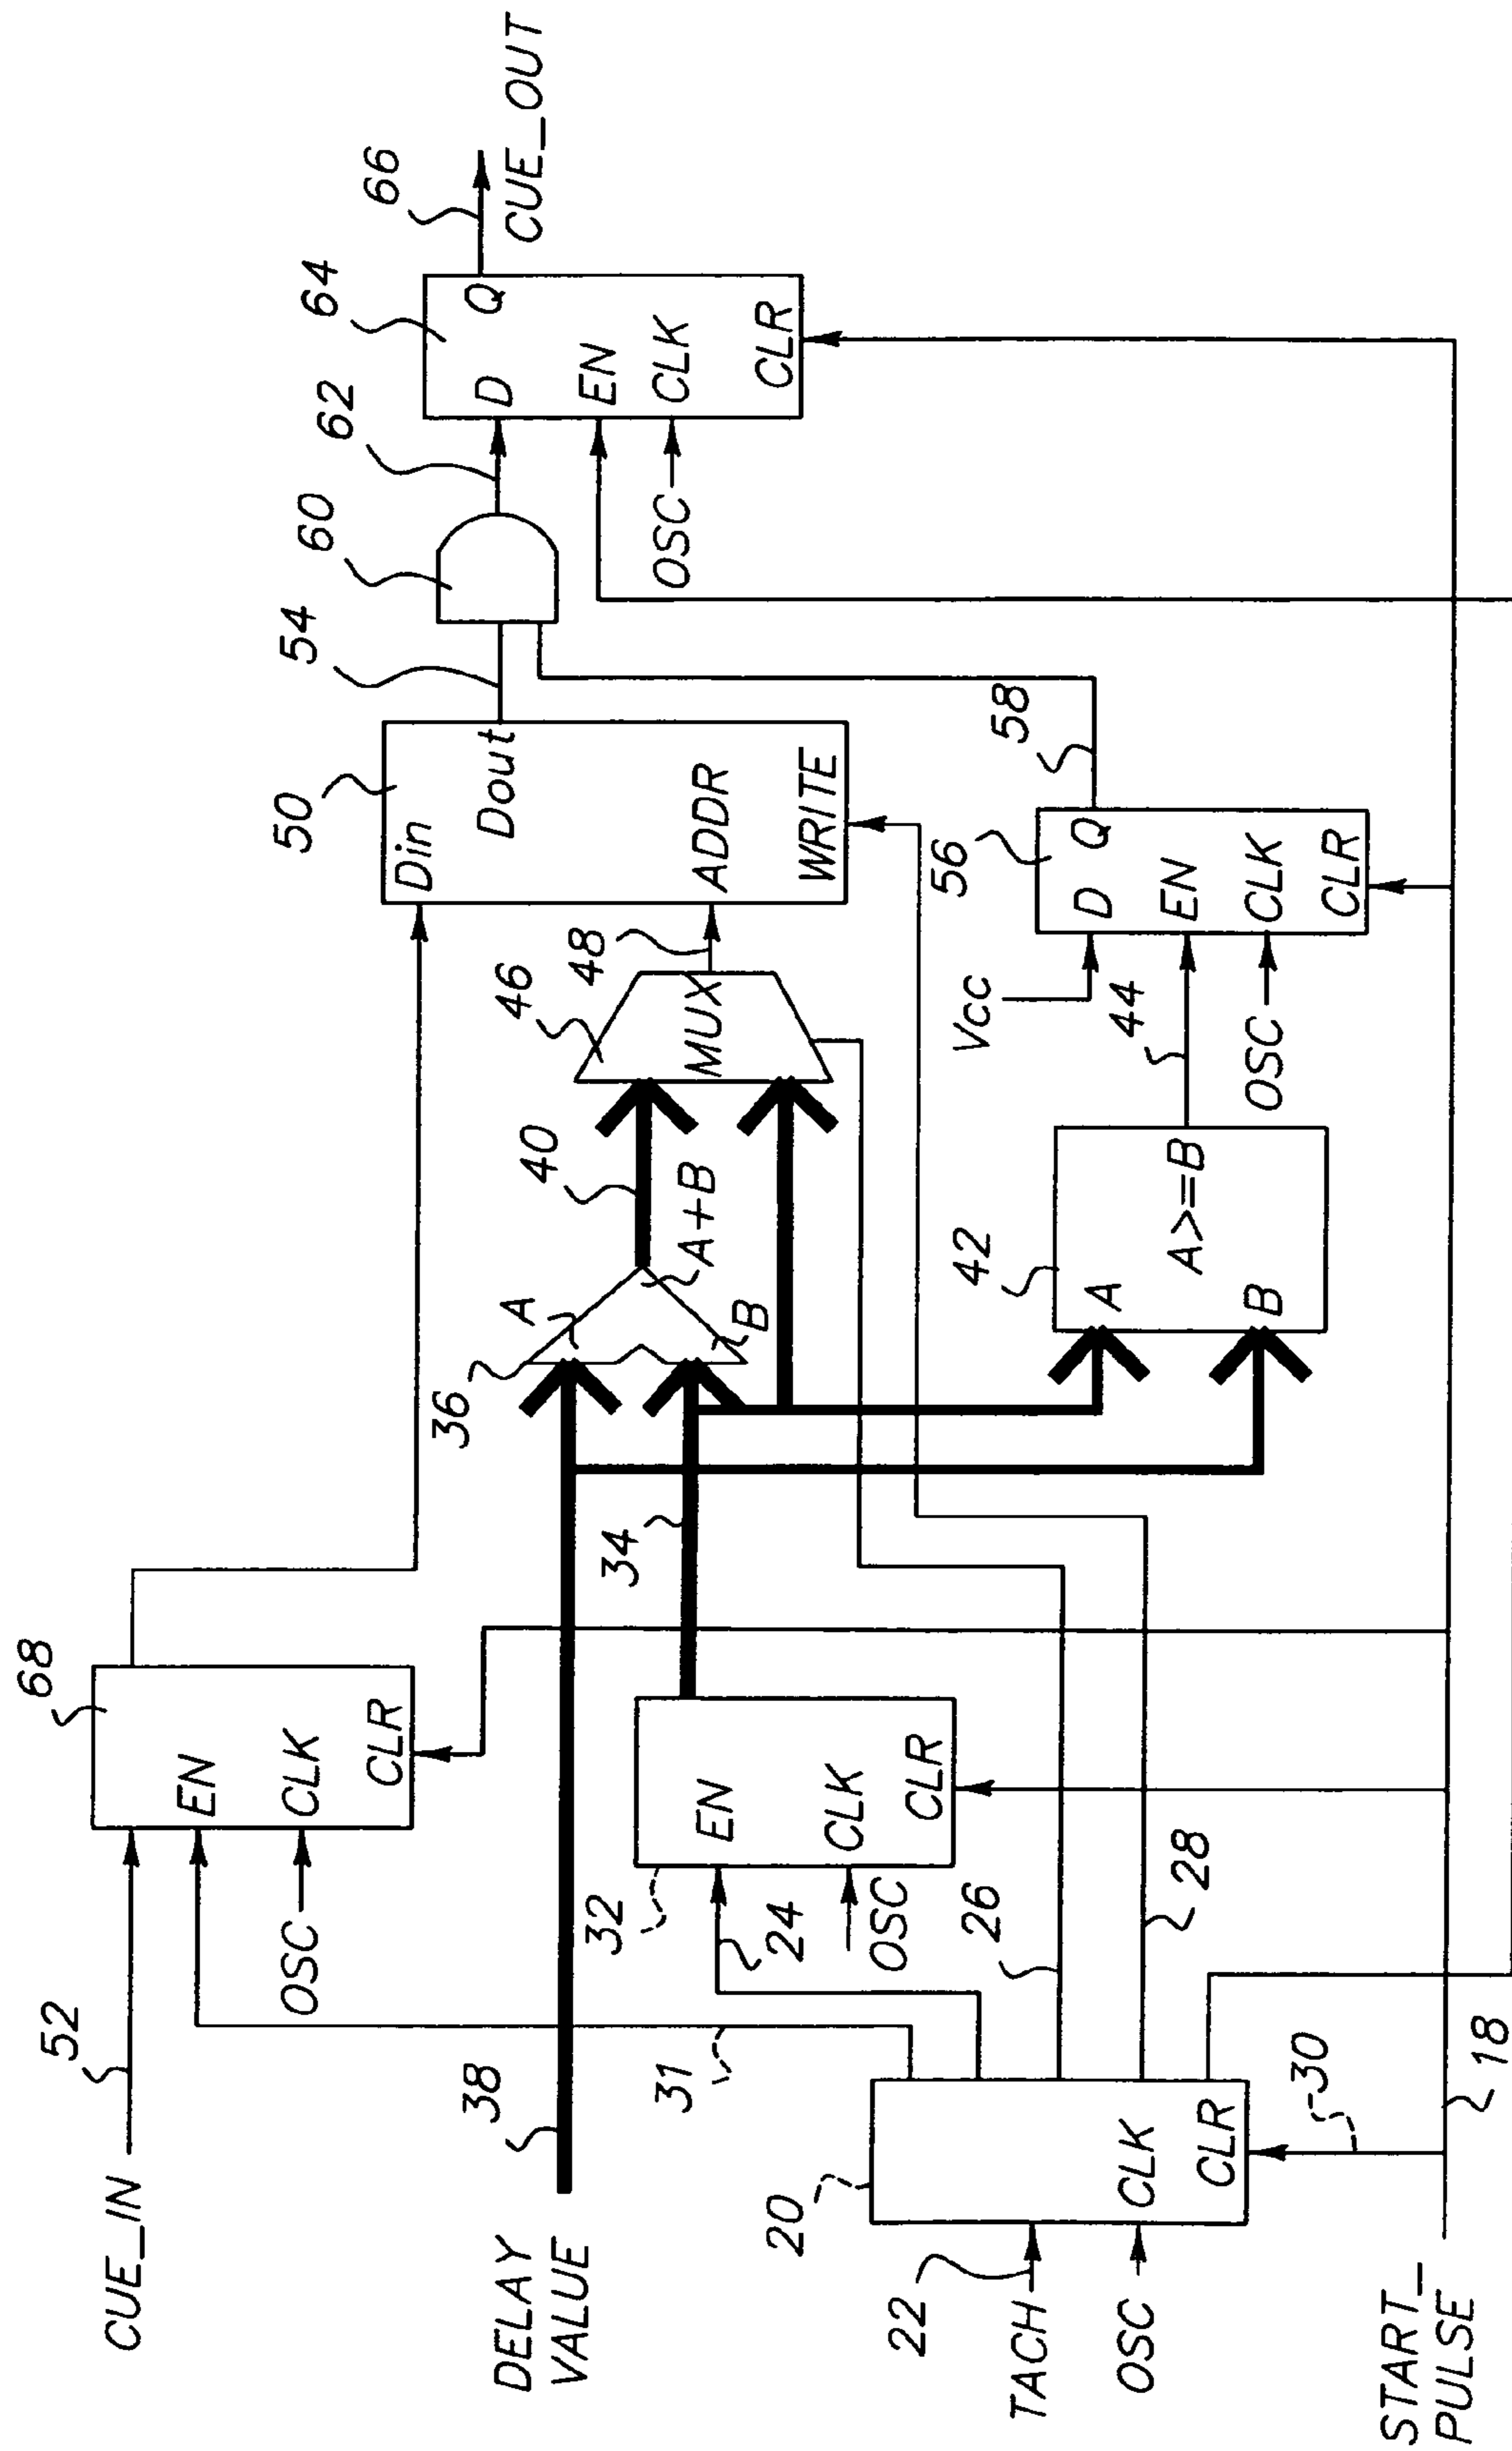 CUE_IN
52
68
EN
OSC
CLK
CLR
DELAY
VALUE
38
31
32
EN
24
CLK
OSC
CLR
34
36
A
B
A+B
40
46
MUX
48
50
Din
Dout
ADDR
WRITE
54
60
62
64
D
Q
EN
OSC
CLK
CLR
66
CUE_OUT
20
22
TACH
OSC
CLK
CLR
26
28
30
START_
PULSE
18
42
A
A>=B
B
44
Vcc
OSC
56
D
Q
EN
CLK
CLR
58